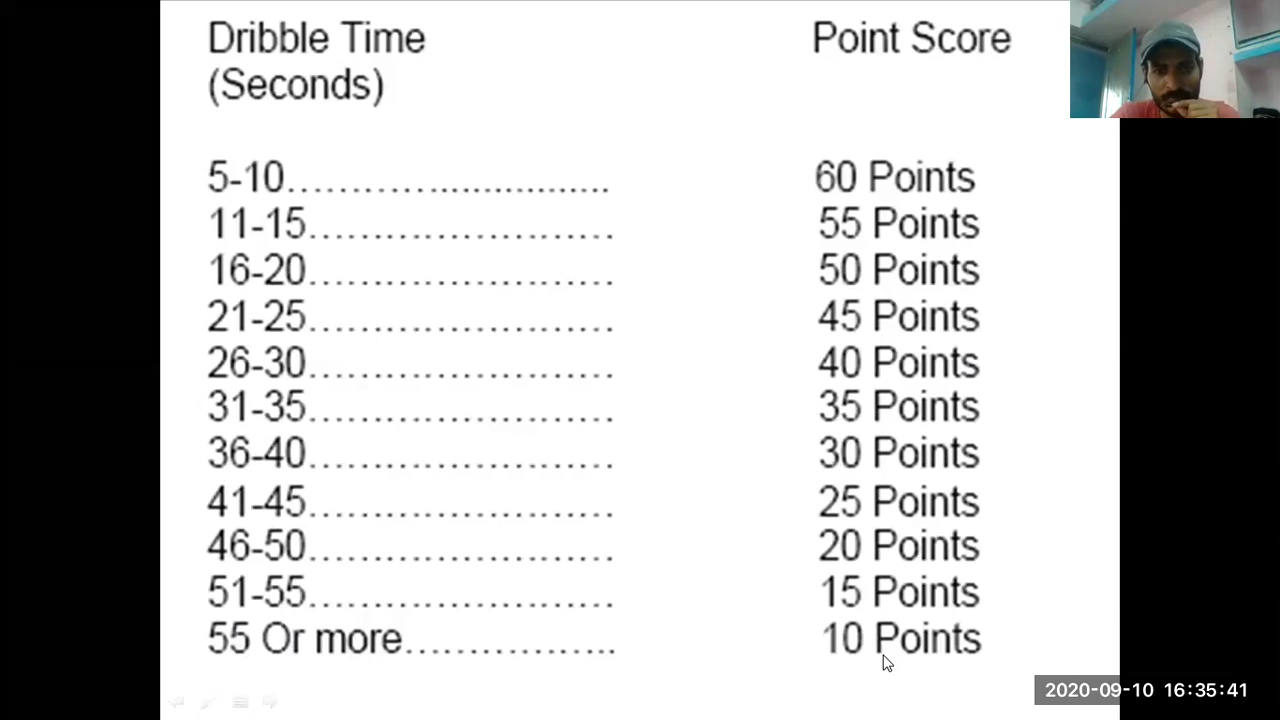 Dribble Time Point Score
(Seconds)
5-10…………................. 60 Points
11-15…………………… 55 Points
16-20…………………… 50 Points
21-25…………………… 45 Points
26-30…………………… 40 Points
31-35…………………… 35 Points
36-40…………………… 30 Points
41-45…………………… 25 Points
46-50…………………… 20 Points
51-55…………………… 15 Points
55 Or more……………... 10 Points
2020-09-10 16:35:41